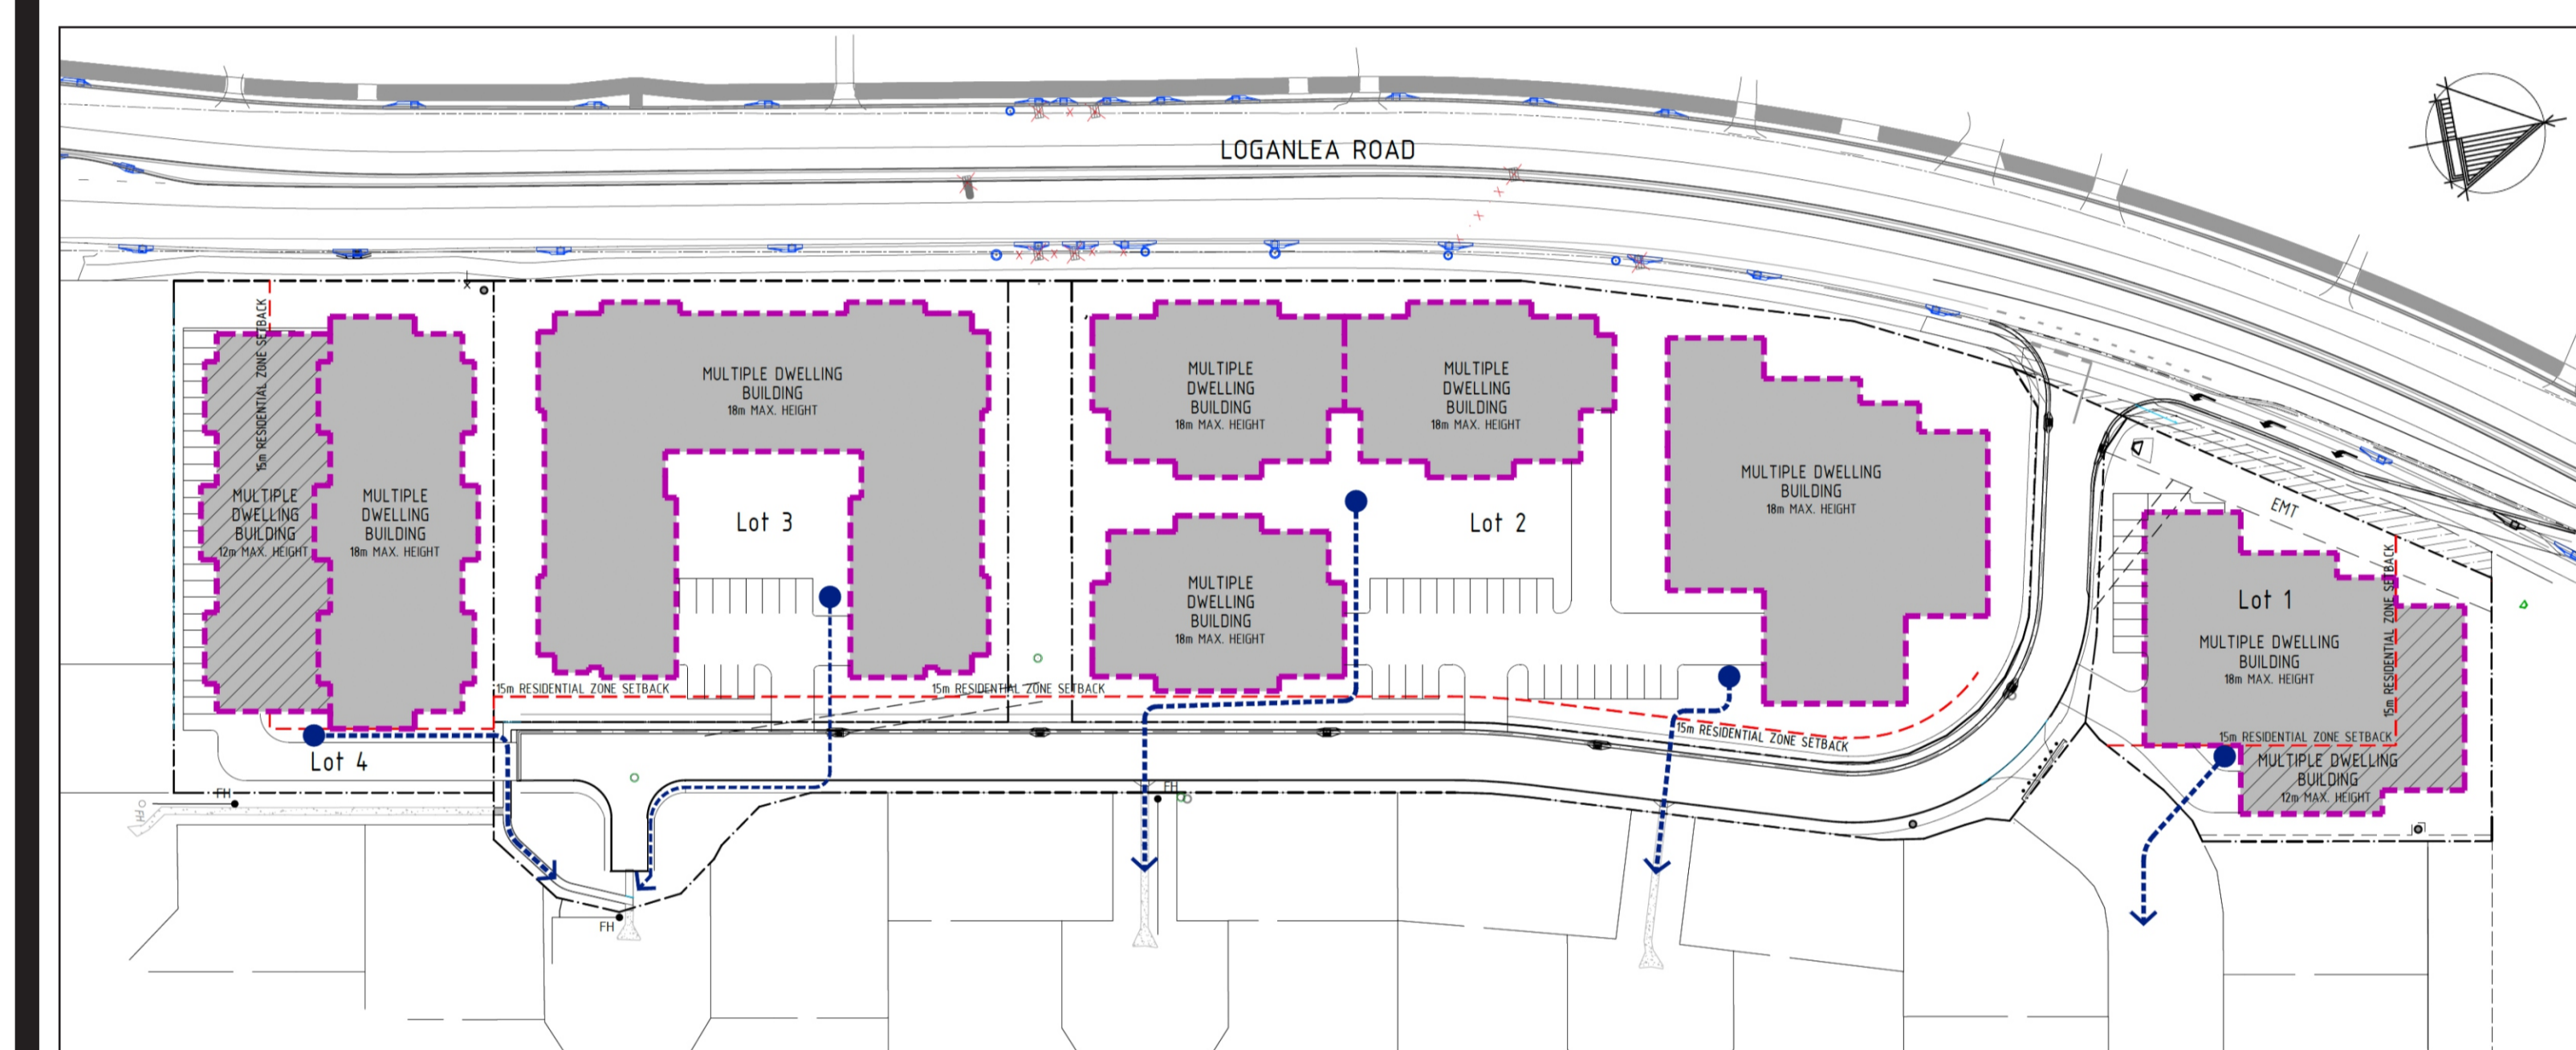 LOGANLEA ROAD
15m RESIDENTIAL ZONE SETBACK
MULTIPLE
DWELLING
BUILDING
12m MAX. HEIGHT
MULTIPLE
DWELLING
BUILDING
18m MAX. HEIGHT
Lot 4
FH
FH
MULTIPLE DWELLING
BUILDING
18m MAX. HEIGHT
Lot 3
15m RESIDENTIAL ZONE SETBACK
15m RESIDENTIAL ZONE SETBACK
FH
MULTIPLE
DWELLING
BUILDING
18m MAX. HEIGHT
MULTIPLE
DWELLING
BUILDING
18m MAX. HEIGHT
Lot 2
MULTIPLE
DWELLING
BUILDING
18m MAX. HEIGHT
FH
MULTIPLE DWELLING
BUILDING
18m MAX. HEIGHT
15m RESIDENTIAL ZONE SETBACK
EMT
Lot 1
MULTIPLE DWELLING
BUILDING
18m MAX. HEIGHT
15m RESIDENTIAL ZONE SETBACK
15m RESIDENTIAL ZONE SETBACK
MULTIPLE DWELLING
BUILDING
12m MAX. HEIGHT